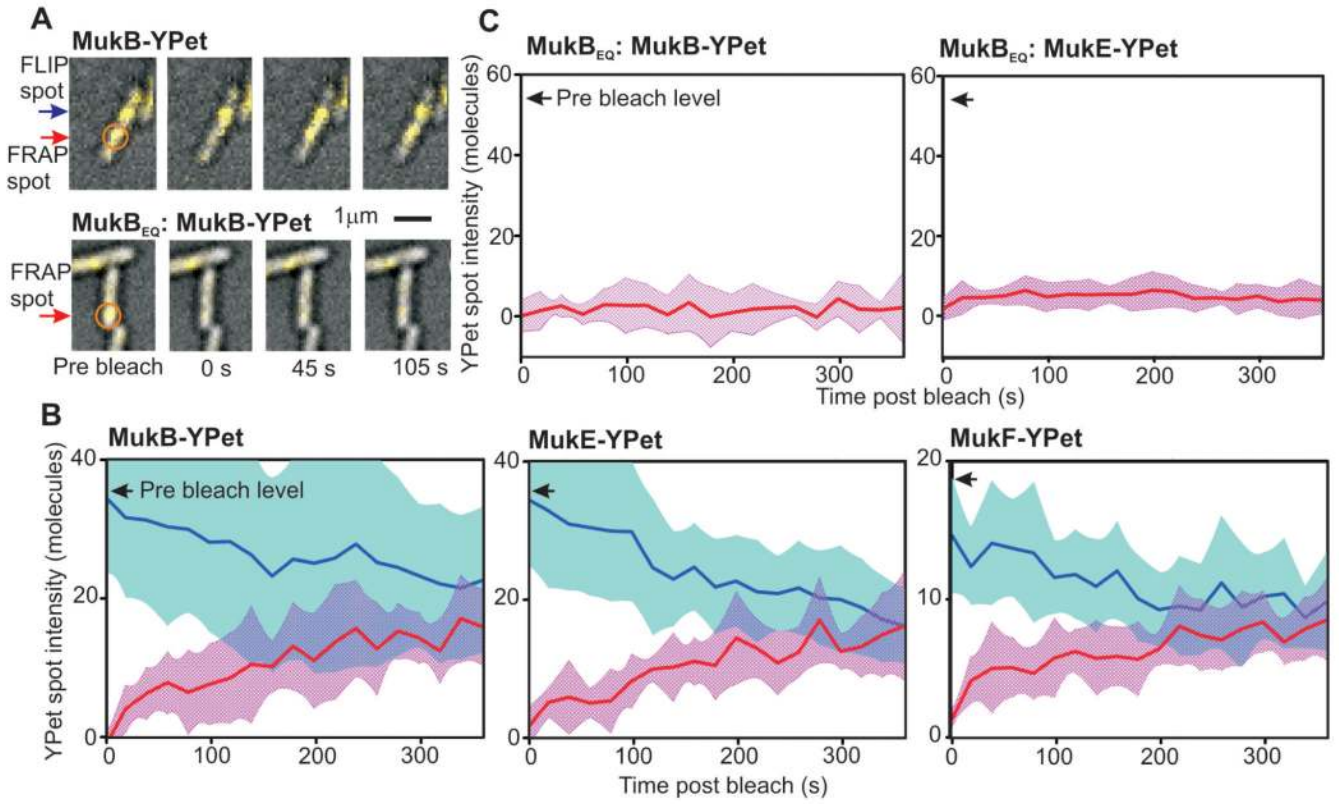 A
MukB-YPet
FLIP
spot
FRAP
spot
MukB_EQ: MukB-YPet 1μm
FRAP
spot
Pre bleach 0 s 45 s 105 s
C
MukB_EQ: MukB-YPet MukB_EQ: MukE-YPet
YPet spot intensity (molecules)
60 60
Pre bleach level
40 40
20 20
0 0
0 100 200 300 0 100 200 300
Time post bleach (s)
B
MukB-YPet MukE-YPet MukF-YPet
YPet spot intensity (molecules)
40 40 20
Pre bleach level
20 20 10
0 0 0
0 100 200 300 0 100 200 300 0 100 200 300
Time post bleach (s)